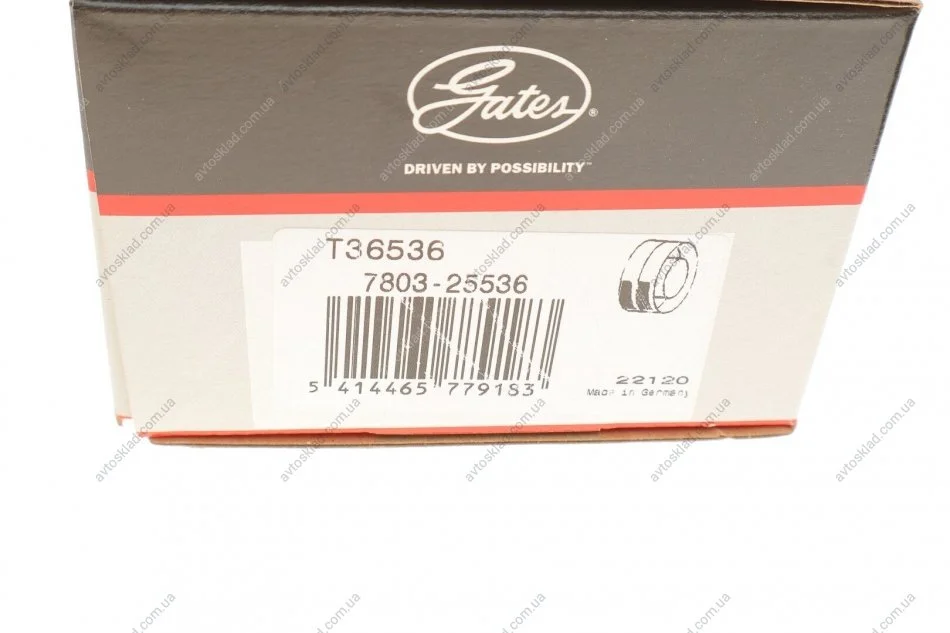 Gates®
DRIVEN BY POSSIBILITY™
T36536
7803-25536
5 414465 779183
22120
Made in Germany
avtosklad.com.ua